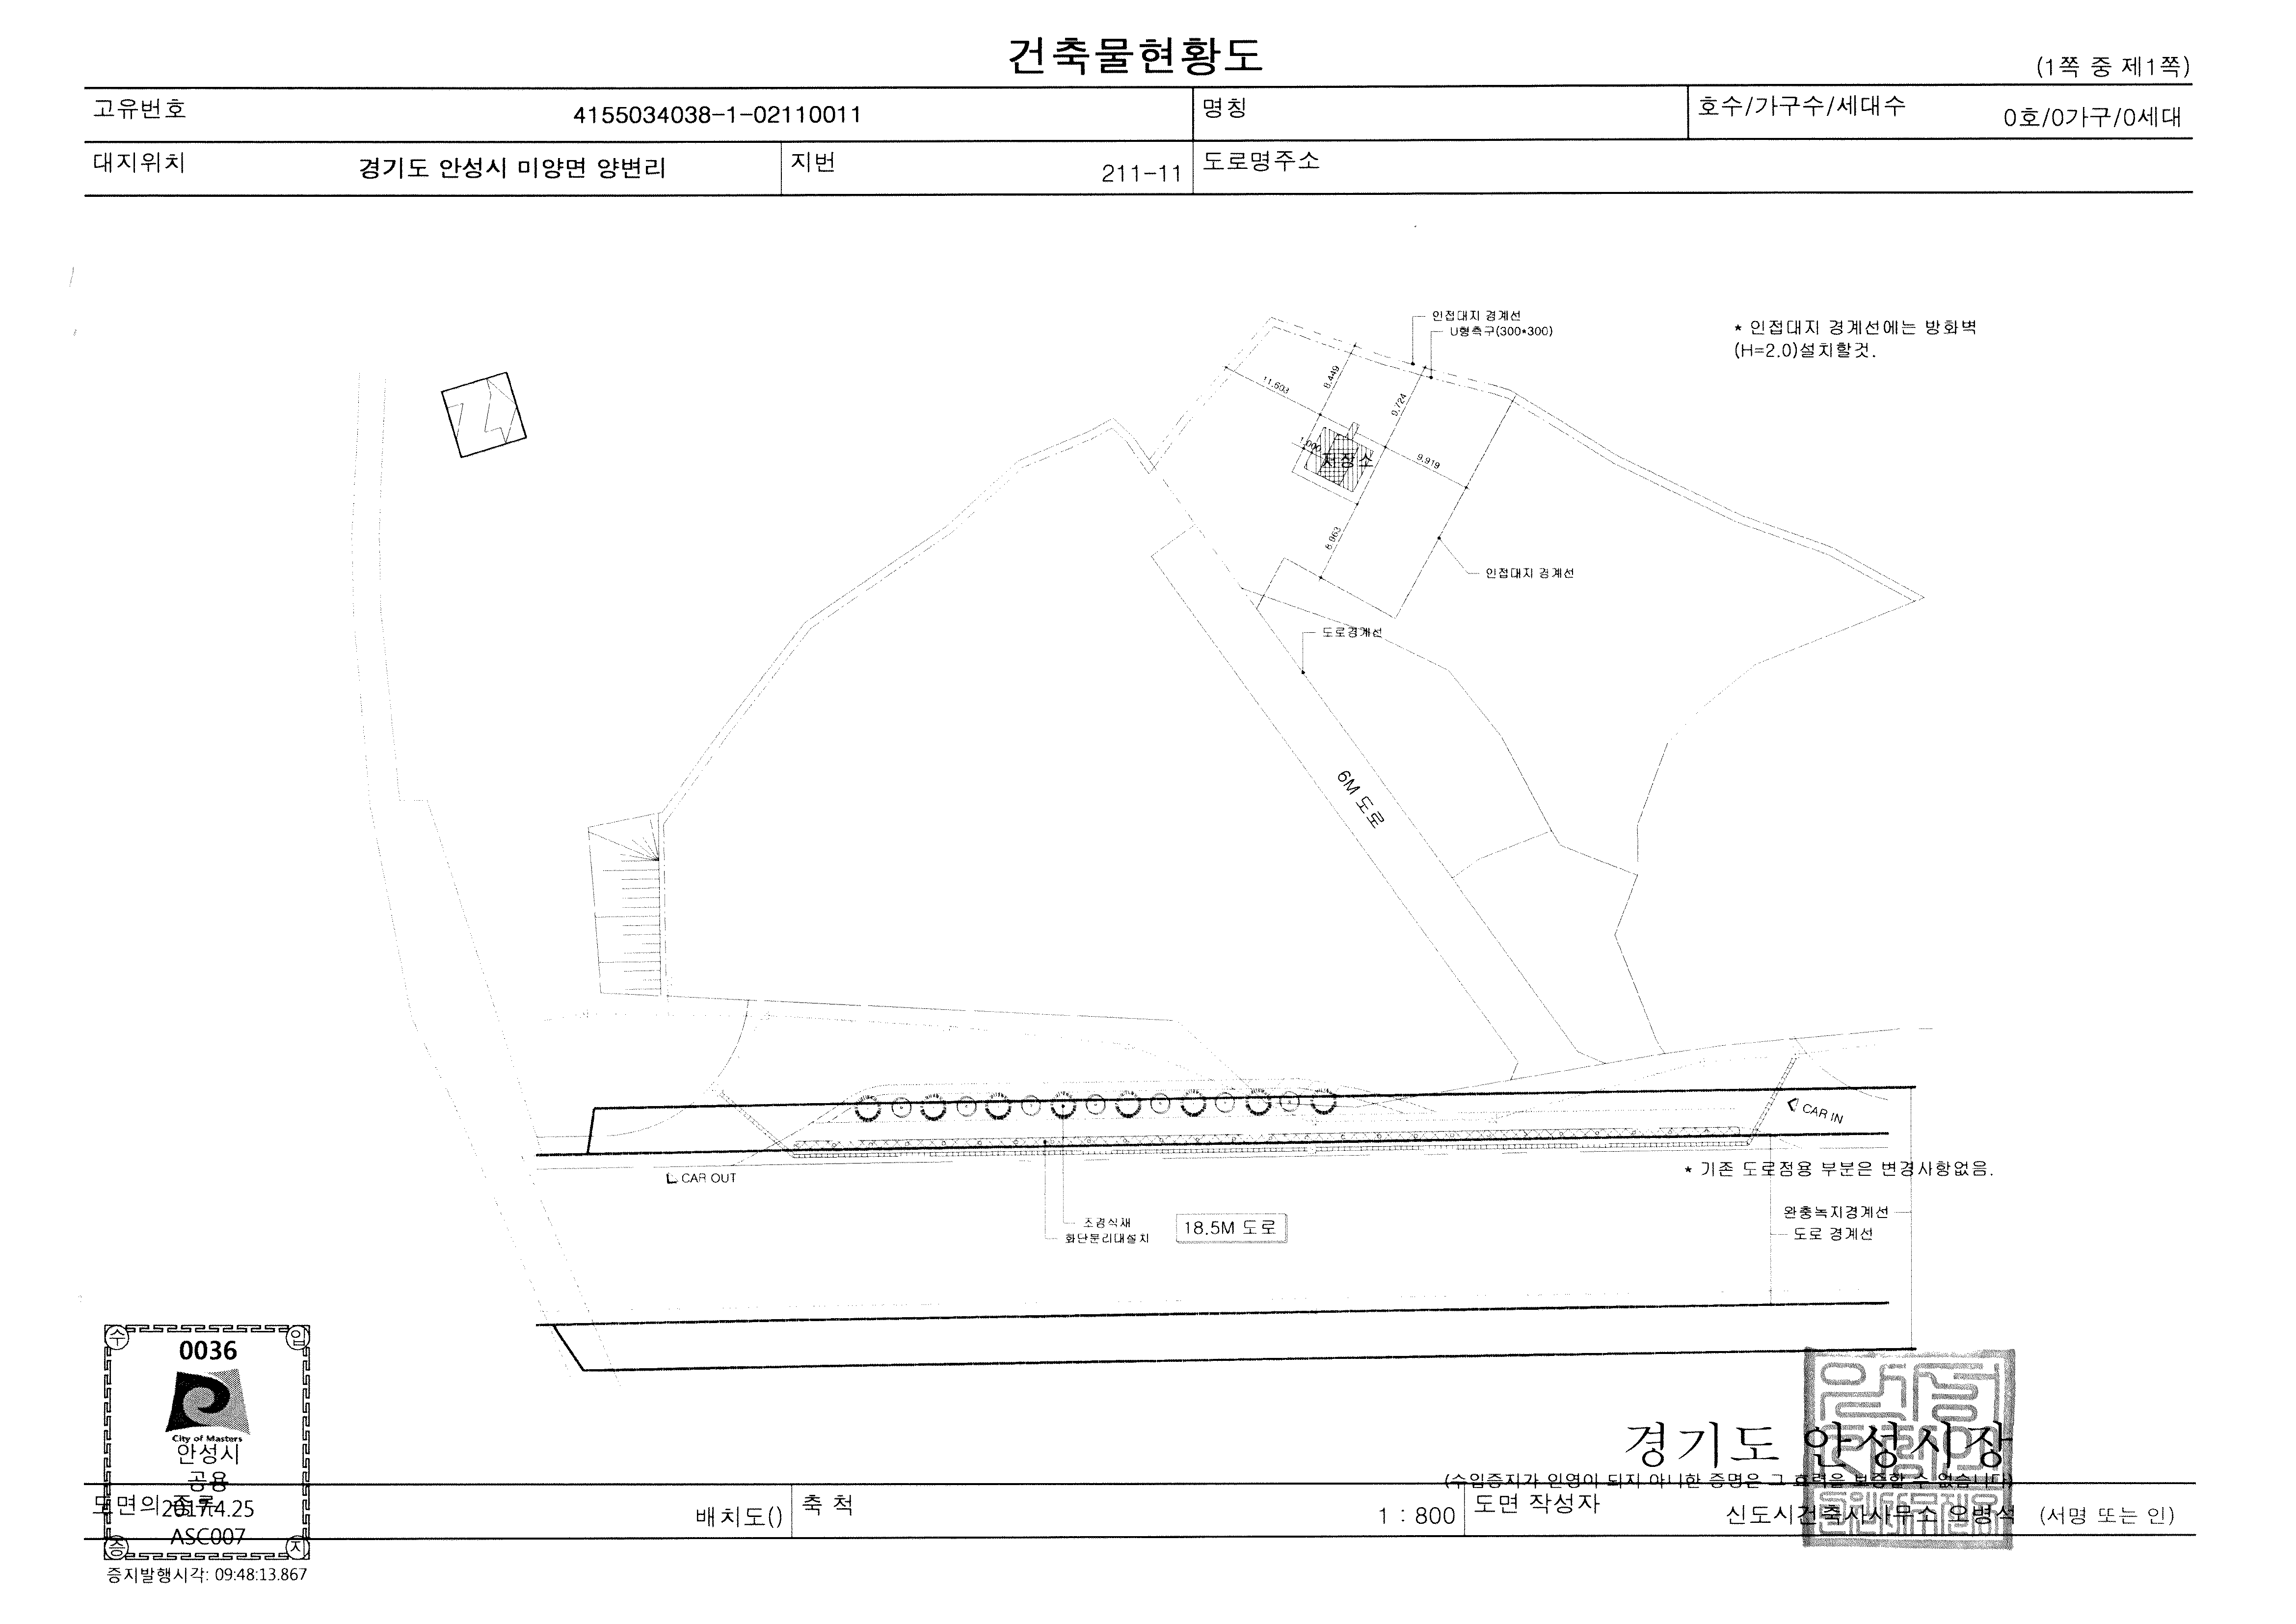 건축물현황도
(1쪽 중 제1쪽)
고유번호 4155034038-1-02110011 명칭 호수/가구수/세대수 0호/0가구/0세대
대지위치 경기도 안성시 미양면 양변리 지번 211-11 도로명주소
인접대지 경계선
U형측구(300*300)
* 인접대지 경계선에는 방화벽
(H=2.0)설치할것.
11.603
8.449
9.724
1.000
저장소
9.919
8.963
인접대지 경계선
도로경계선
6M 도로
CAR IN
CAR OUT
* 기존 도로점용 부분은 변경사항없음.
조경식재
화단분리대설치
18.5M 도로
완충녹지경계선
도로 경계선
수 입
0036
City of Masters
안성시
공용
2017.4.25
ASC007
증 지
증지발행시각: 09:48:13.867
경기도 안성시장
(수입증지가 인영이 되지 아니한 증명은 그 효력을 보증할 수 없습니다)
도면의 종류 배치도() 축 척 1 : 800 도면 작성자 신도시건축사사무소 오병석 (서명 또는 인)